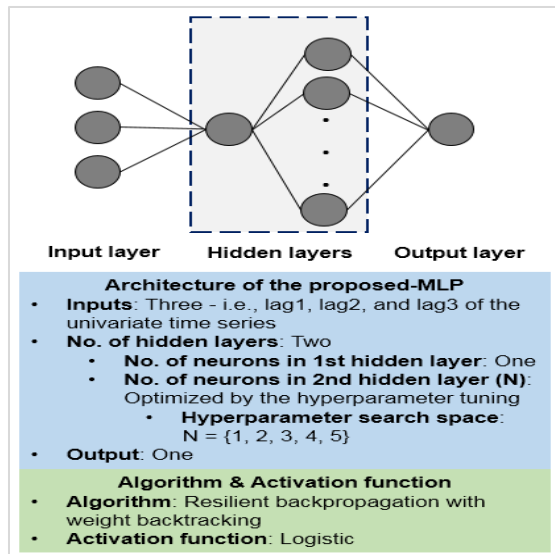 Input layer Hidden layers Output layer
Architecture of the proposed-MLP
• Inputs: Three - i.e., lag1, lag2, and lag3 of the
univariate time series
• No. of hidden layers: Two
• No. of neurons in 1st hidden layer: One
• No. of neurons in 2nd hidden layer (N):
Optimized by the hyperparameter tuning
• Hyperparameter search space:
N = {1, 2, 3, 4, 5}
• Output: One
Algorithm & Activation function
• Algorithm: Resilient backpropagation with
weight backtracking
• Activation function: Logistic